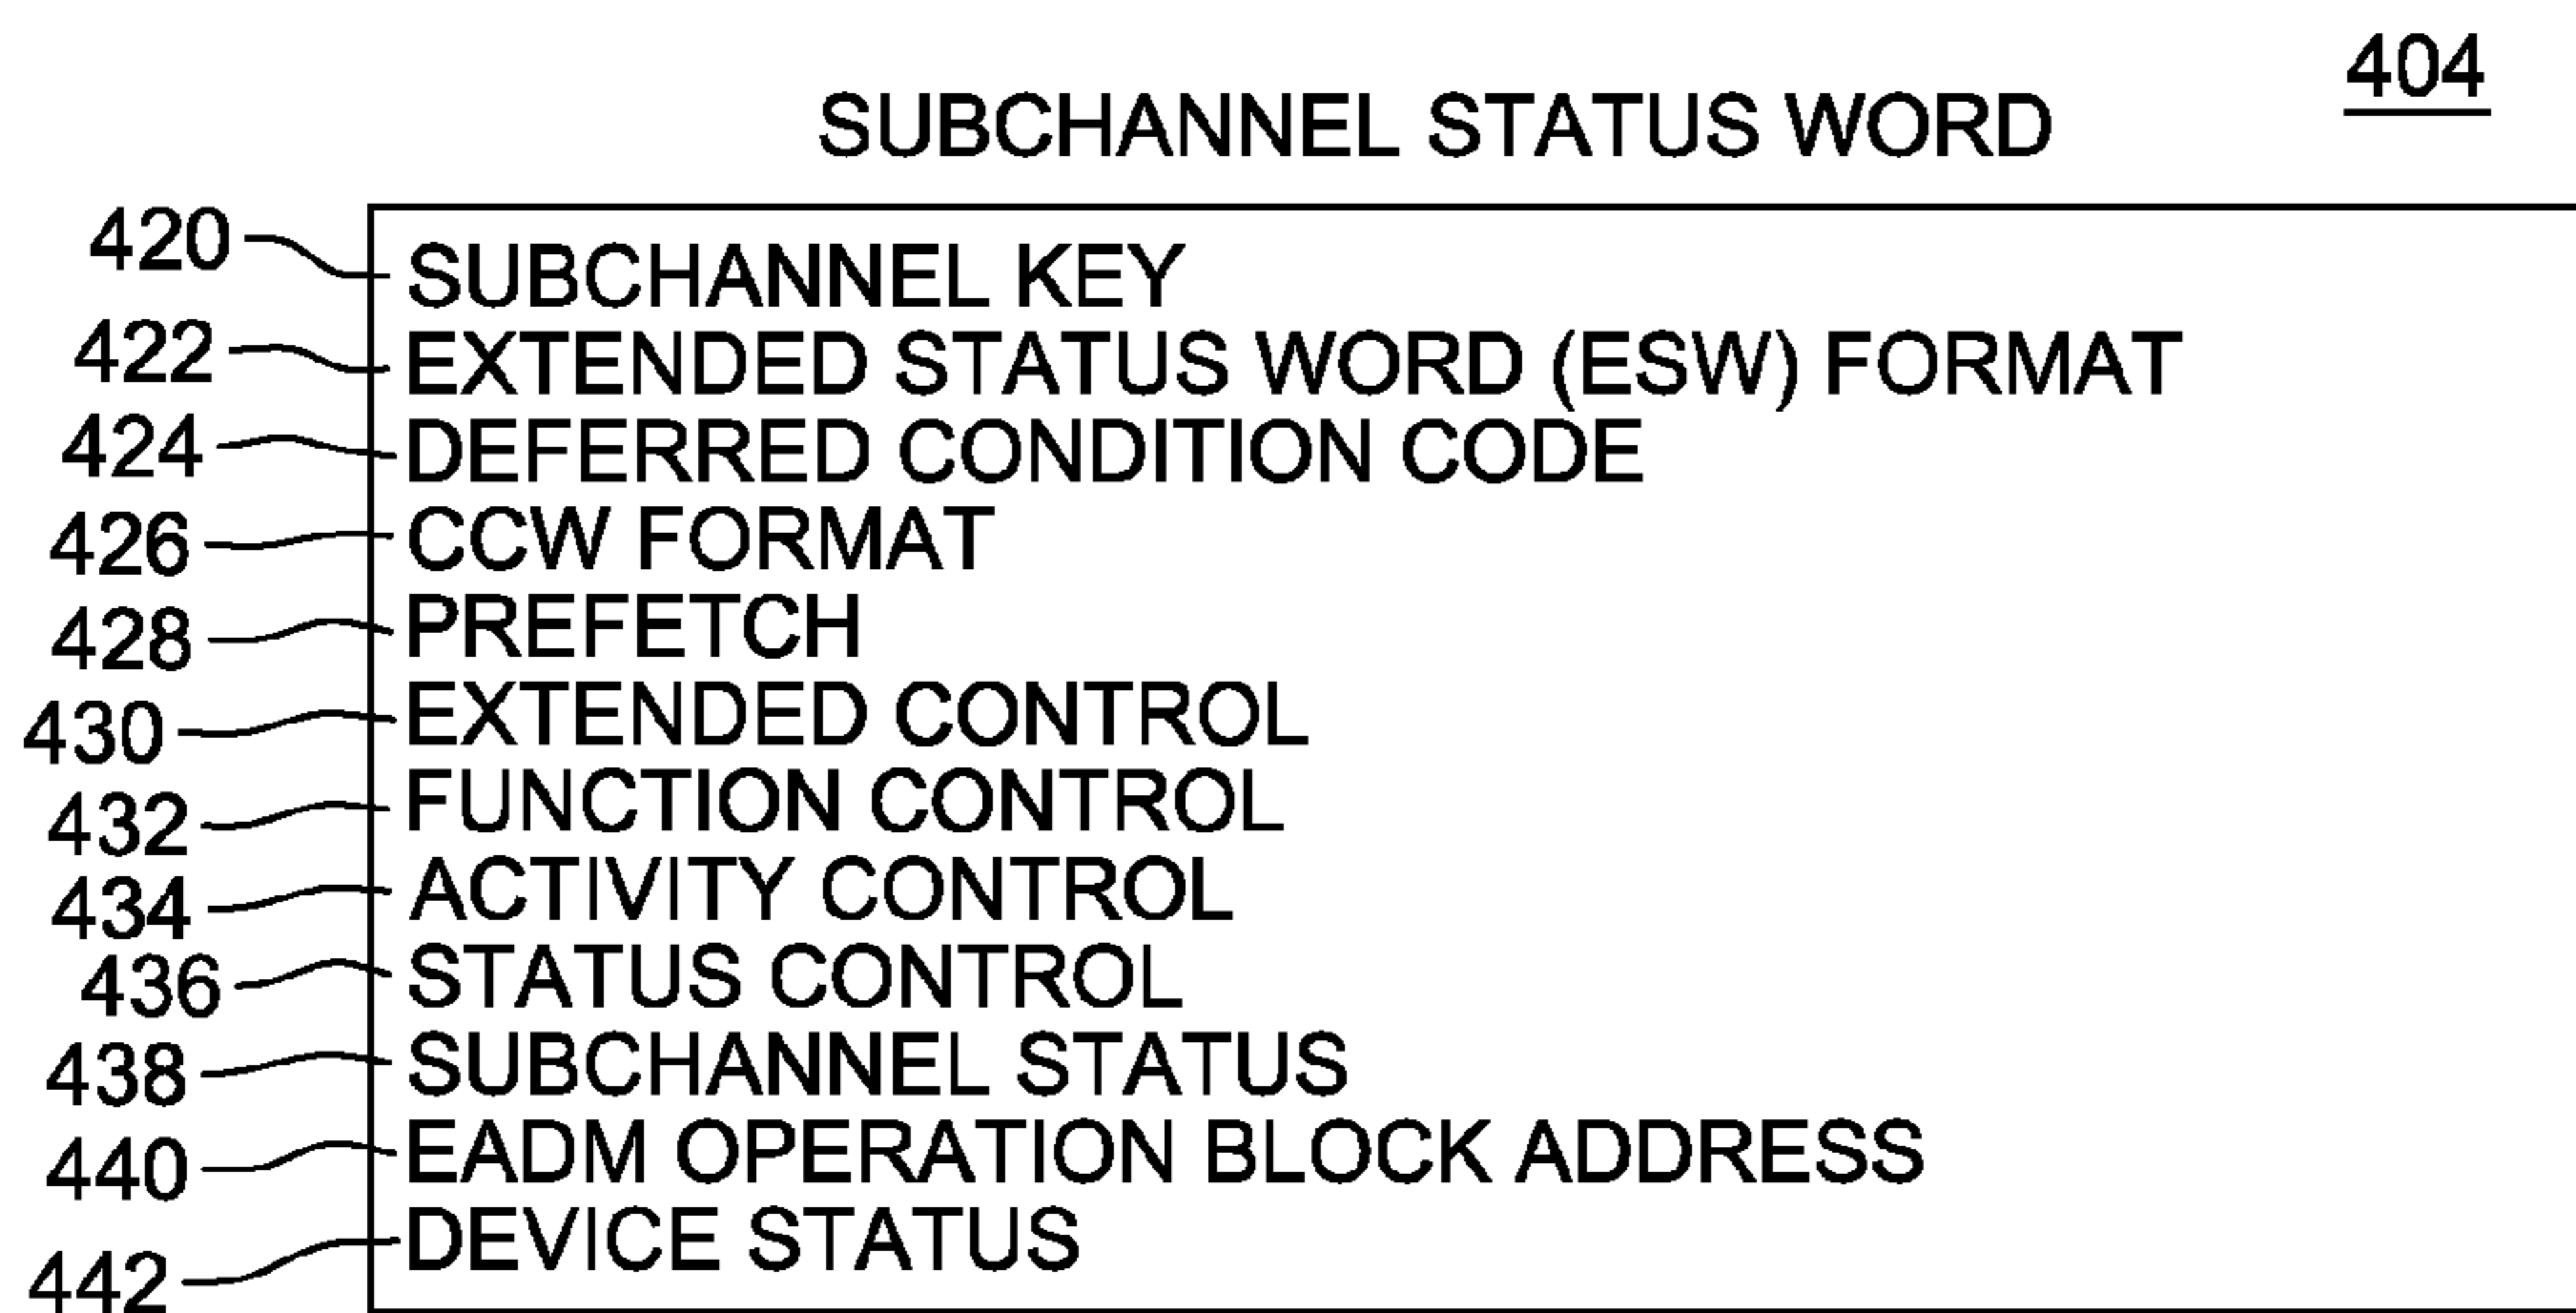 404
SUBCHANNEL STATUS WORD
420 SUBCHANNEL KEY
422 EXTENDED STATUS WORD (ESW) FORMAT
424 DEFERRED CONDITION CODE
426 CCW FORMAT
428 PREFETCH
430 EXTENDED CONTROL
432 FUNCTION CONTROL
434 ACTIVITY CONTROL
436 STATUS CONTROL
438 SUBCHANNEL STATUS
440 EADM OPERATION BLOCK ADDRESS
442 DEVICE STATUS